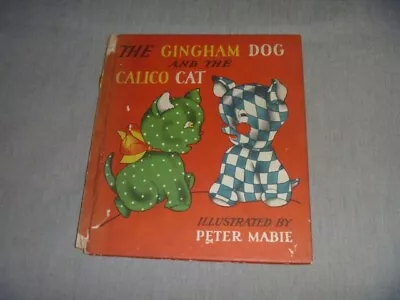 THE GINGHAM DOG
AND THE
CALICO CAT
ILLUSTRATED BY
PETER MABIE